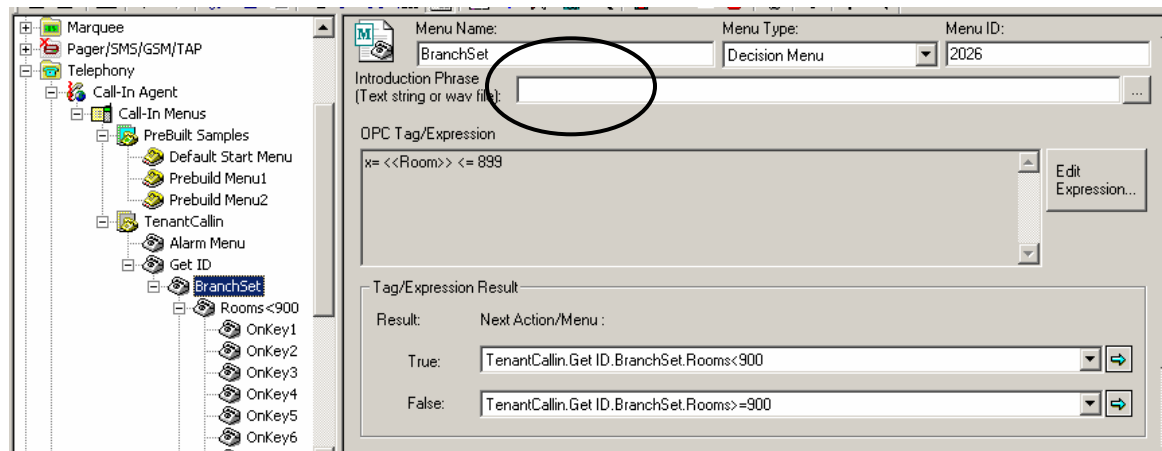 Marquee
Pager/SMS/GSM/TAP
Telephony
Call-In Agent
Call-In Menus
PreBuilt Samples
Default Start Menu
Prebuild Menu1
Prebuild Menu2
TenantCallin
Alarm Menu
Get ID
BranchSet
Rooms<900
OnKey1
OnKey2
OnKey3
OnKey4
OnKey5
OnKey6
Menu Name: Menu Type: Menu ID:
BranchSet Decision Menu 2026
Introduction Phrase
(Text string or wav file): ...
OPC Tag/Expression
x= <<Room>> <= 899
Edit
Expression...
Tag/Expression Result
Result: Next Action/Menu :
True: TenantCallin.Get ID.BranchSet.Rooms<900
False: TenantCallin.Get ID.BranchSet.Rooms>=900